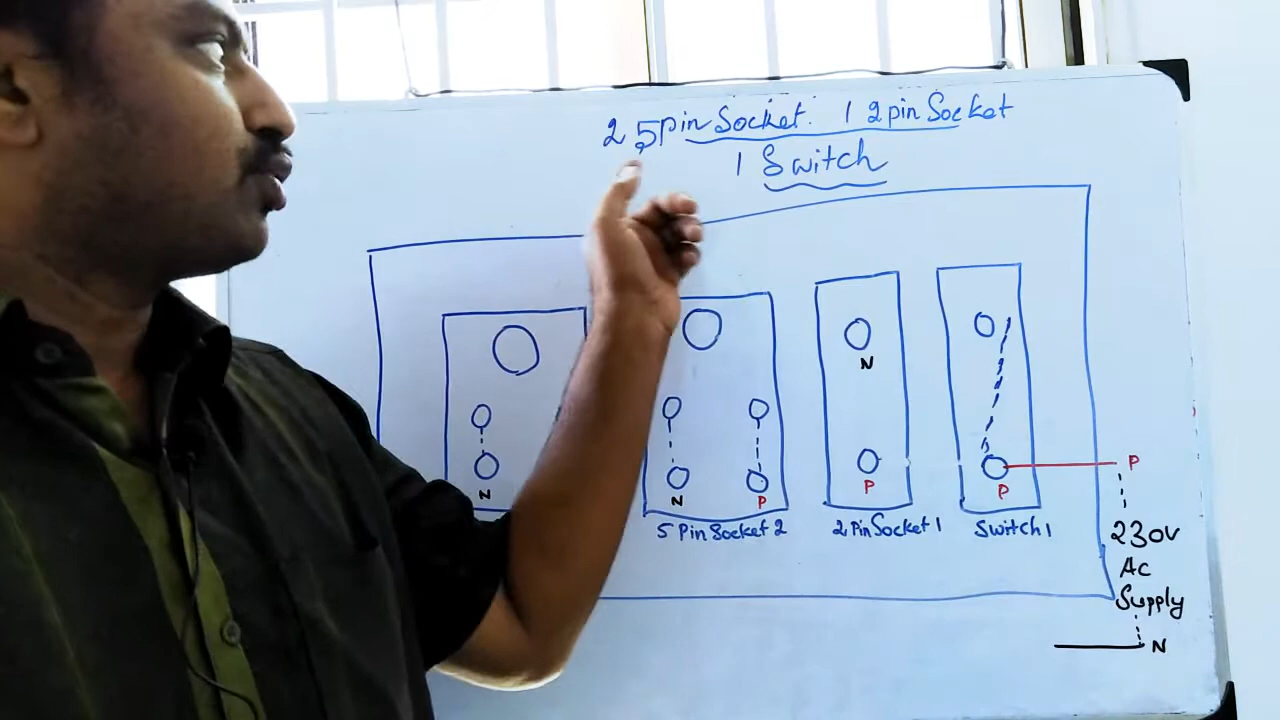 2 5pin Socket. 1 2pin Socket
1 Switch
N
N
P
N
P
P
P
5 Pin Socket 2
2 Pin Socket 1
Switch 1
230V
Ac
Supply
N